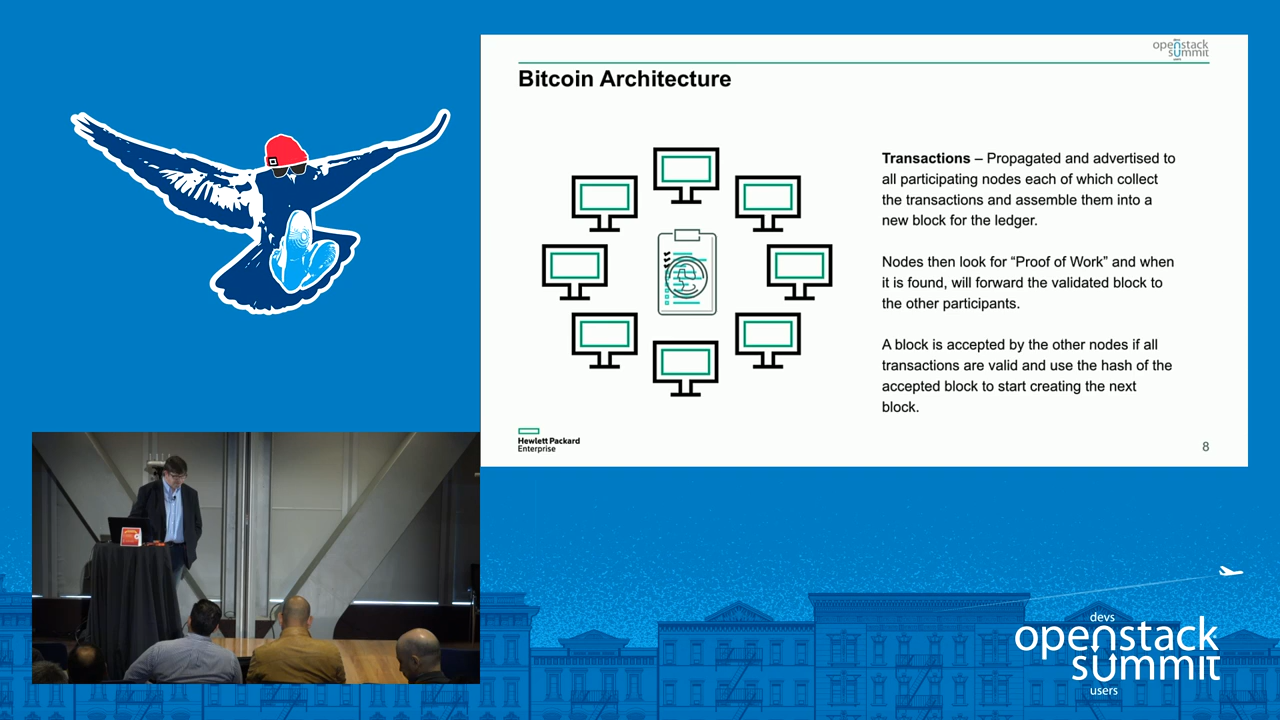 devs
openstack
summit
users
Bitcoin Architecture
Transactions – Propagated and advertised to
all participating nodes each of which collect
the transactions and assemble them into a
new block for the ledger.
Nodes then look for “Proof of Work” and when
it is found, will forward the validated block to
the other participants.
A block is accepted by the other nodes if all
transactions are valid and use the hash of the
accepted block to start creating the next
block.
Hewlett Packard
Enterprise
8
devs
openstack
summit
users